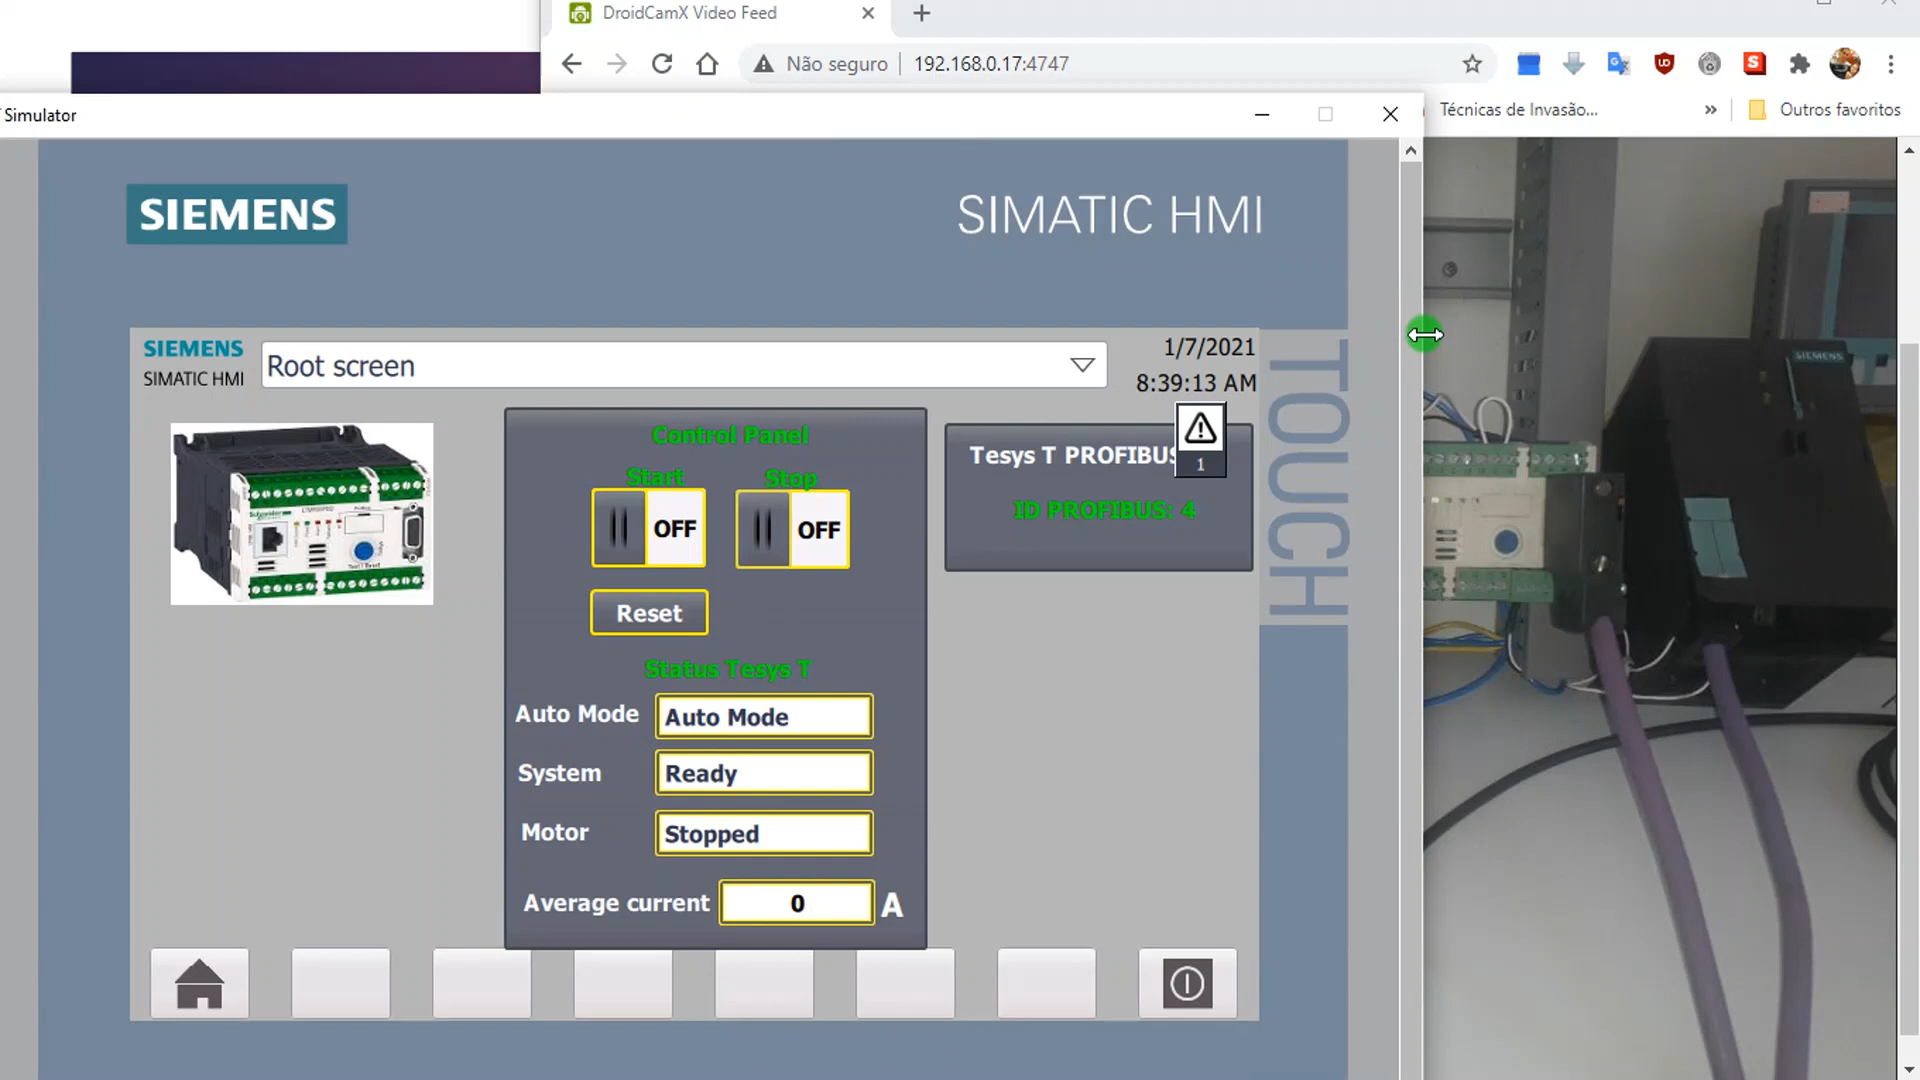 DroidCamX Video Feed
Não seguro
192.168.0.17:4747
Simulator
Técnicas de Invasão...
»
Outros favoritos
SIEMENS
SIMATIC HMI
SIEMENS
SIMATIC HMI
Root screen
1/7/2021
8:39:13 AM
TOUCH
Control Panel
Start
Stop
OFF
OFF
Reset
Status Tesys T
Auto Mode
Auto Mode
System
Ready
Motor
Stopped
Average current
0
A
Tesys T PROFIBUS
1
ID PROFIBUS: 4
Schneider
SIEMENS